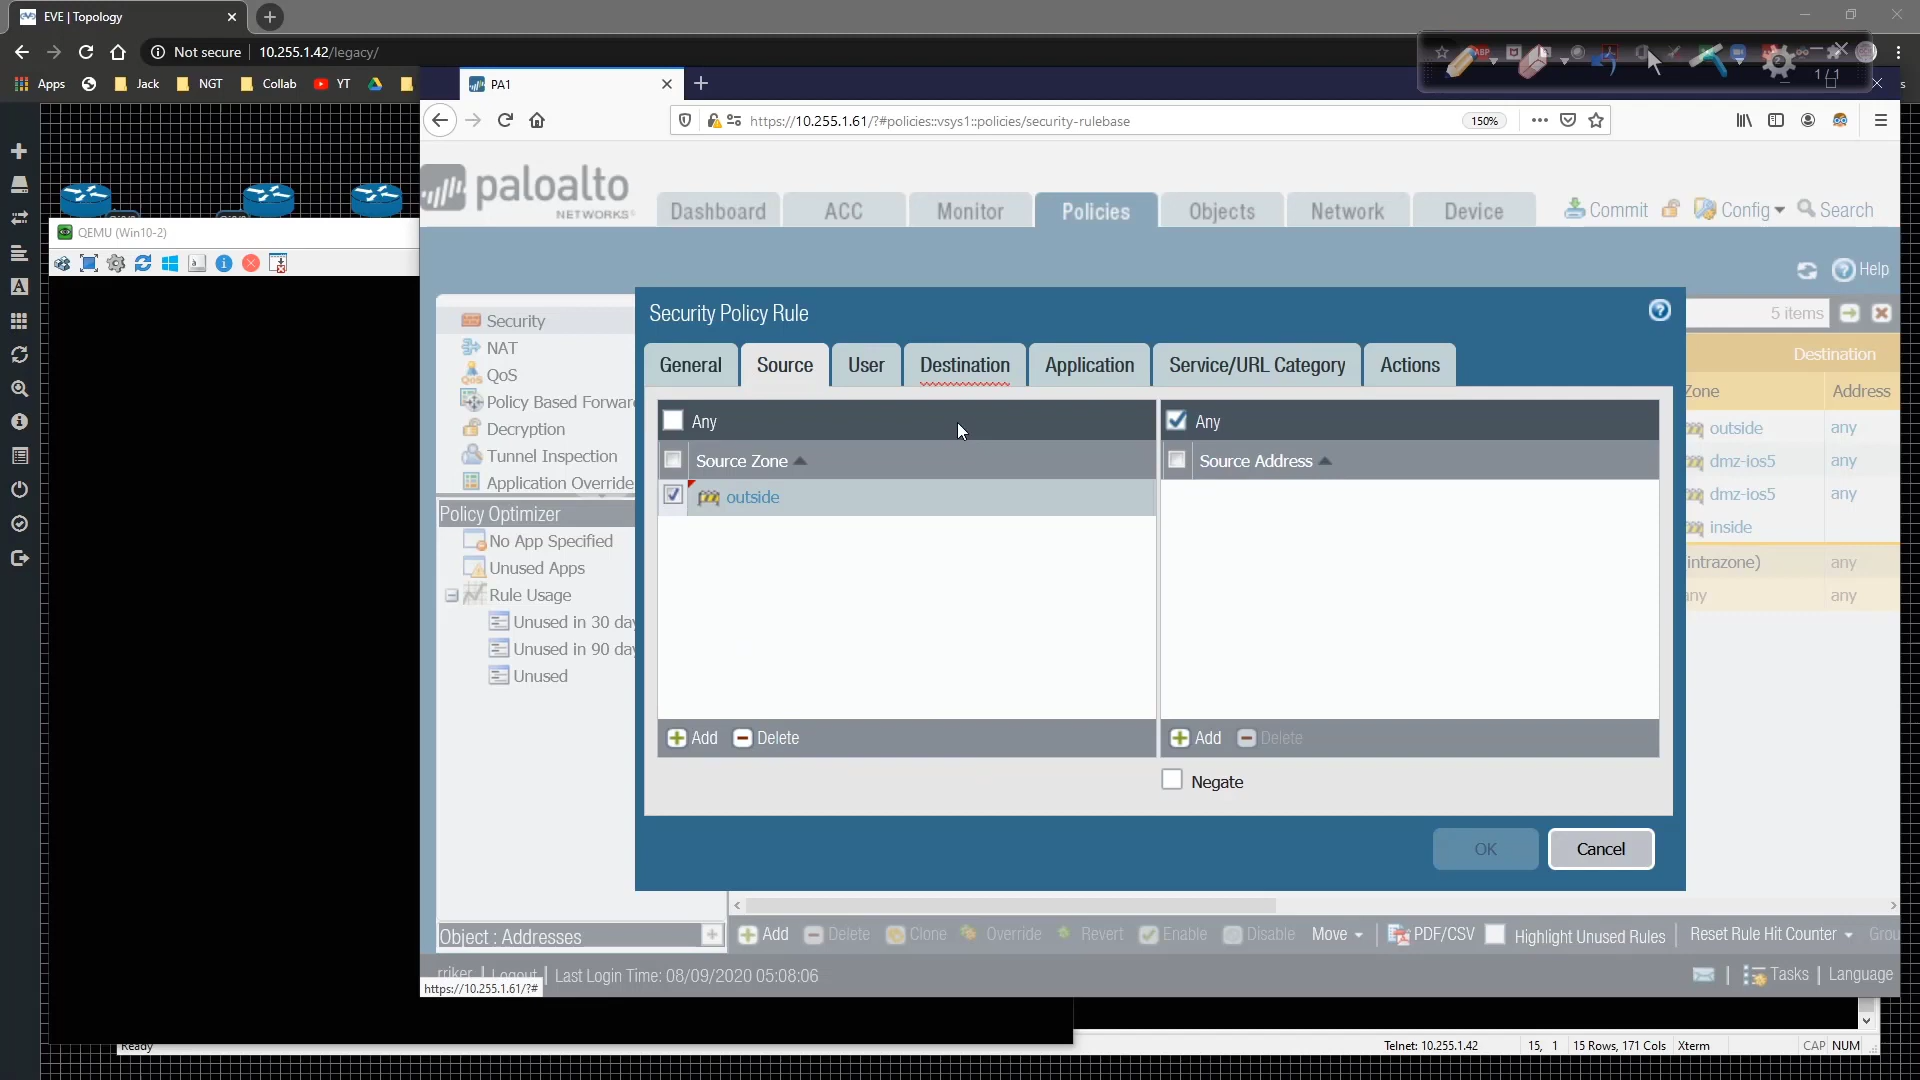 EVE | Topology
Not secure | 10.255.1.42/legacy/
Apps Jack NGT Collab YT
PA1
1/1
https://10.255.1.61/?#policies::vsys1::policies/security-rulebase 150%
paloalto
NETWORKS
Dashboard ACC Monitor Policies Objects Network Device Commit Config Search
QEMU (Win10-2)
Help
Security Policy Rule
5 items
Security
NAT
QoS
Policy Based Forwar
Decryption
Tunnel Inspection
Application Override
General Source User Destination Application Service/URL Category Actions
Destination
Zone Address
outside any
dmz-ios5 any
dmz-ios5 any
inside
(intrazone) any
any any
Any Any
Source Zone Source Address
outside
Policy Optimizer
No App Specified
Unused Apps
Rule Usage
Unused in 30 day
Unused in 90 day
Unused
Add Delete Add Delete
Negate
OK Cancel
Object : Addresses
Add Delete Clone Override Revert Enable Disable Move PDF/CSV Highlight Unused Rules Reset Rule Hit Counter Grou
rriker | Logout | Last Login Time: 08/09/2020 05:08:06
Tasks | Language
https://10.255.1.61/?#
Ready Telnet: 10.255.1.42 15, 1 15 Rows, 171 Cols Xterm CAP NUM